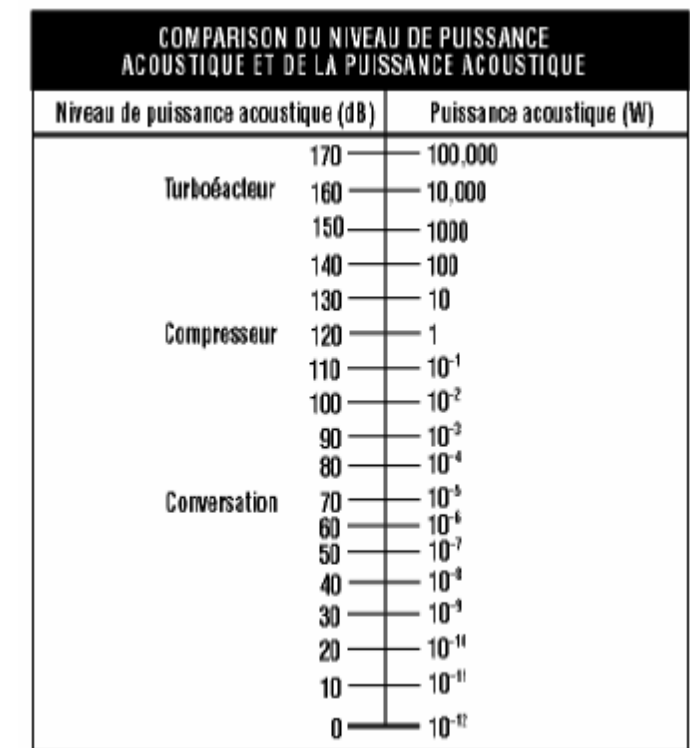 COMPARISON DU NIVEAU DE PUISSANCE
ACOUSTIQUE ET DE LA PUISSANCE ACOUSTIQUE
Niveau de puissance acoustique (dB) Puissance acoustique (W)
170 100,000
Turboéacteur 160 10,000
150 1000
140 100
130 10
Compresseur 120 1
110 10⁻¹
100 10⁻²
90 10⁻³
80 10⁻⁴
Conversation 70 10⁻⁵
60 10⁻⁶
50 10⁻⁷
40 10⁻⁸
30 10⁻⁹
20 10⁻¹⁰
10 10⁻¹¹
0 10⁻¹²